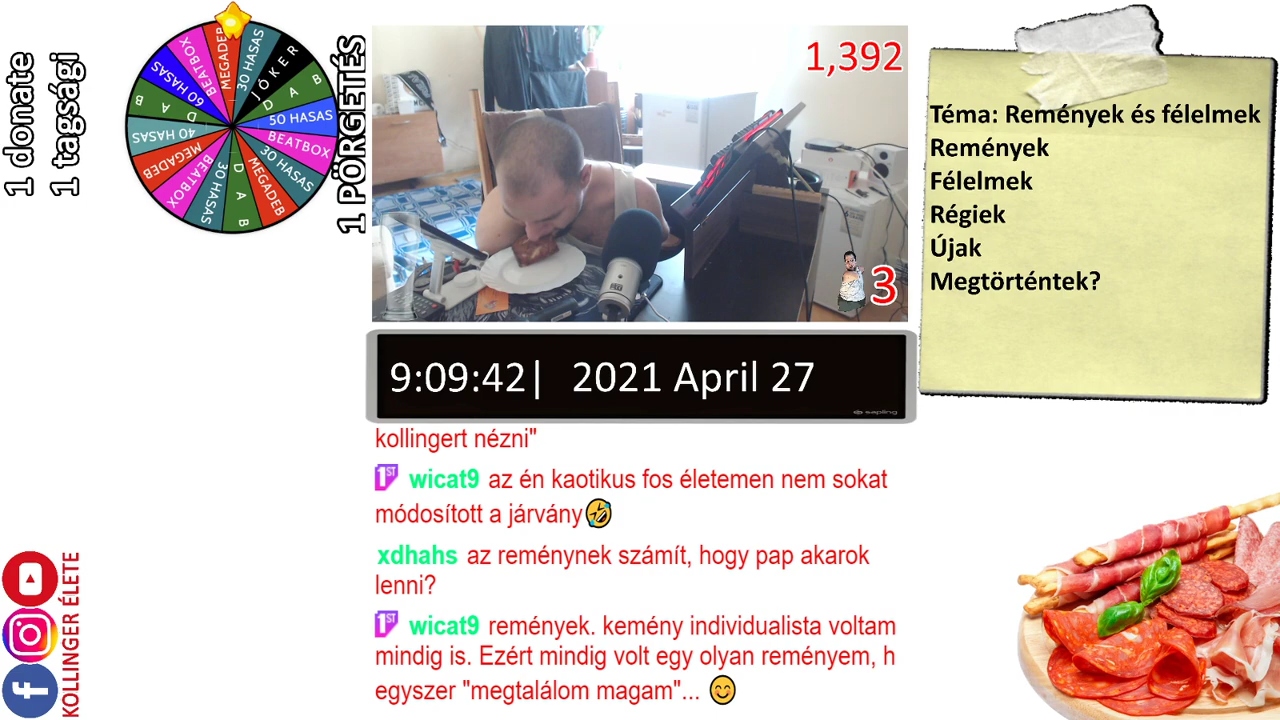 1 donate
1 tagsági
MEGADEB
30 HASAS
JÓKER
D A B
50 HASAS
BEATBOX
30 HASAS
MEGADEB
D A B
30 HASAS
BEATBOX
MEGADEB
40 HASAS
D A B
60 HASAS
BEATBOX
1 PÖRGETÉS
1,392
3
Téma: Remények és félelmek
Remények
Félelmek
Régiek
Újak
Megtörténtek?
9:09:42| 2021 April 27
sapling
kollingert nézni"
1ST wicat9 az én kaotikus fos életemen nem sokat
módosított a járvány🤣
xdhahs az reménynek számít, hogy pap akarok
lenni?
1ST wicat9 remények. kemény individualista voltam
mindig is. Ezért mindig volt egy olyan reményem, h
egyszer "megtalálom magam"... 😊
KOLLINGER ÉLETE